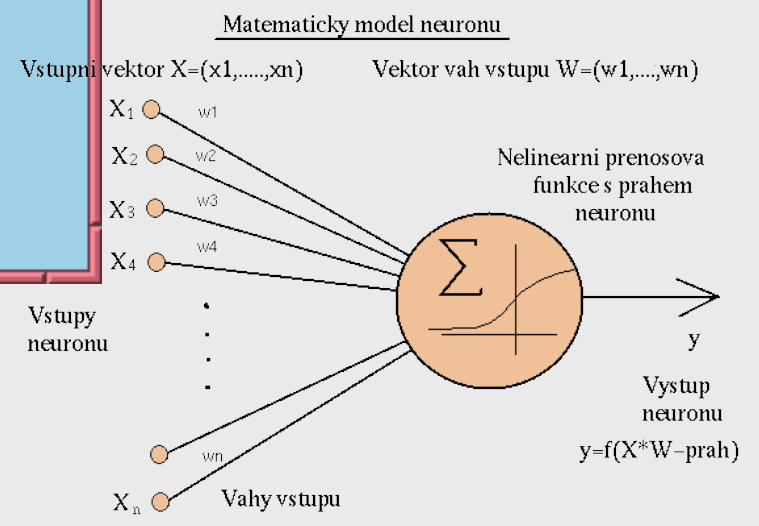 Matematicky model neuronu
Vstupni vektor X=(x1,.....,xn)
Vektor vah vstupu W=(w1,....,wn)
X1
w1
X2
w2
X3
w3
X4
w4
Nelinearni prenosova
funkce s prahem
neuronu
Σ
Vstupy
neuronu
y
Vystup
neuronu
y=f(X*W-prah)
wn
Xn
Vahy vstupu